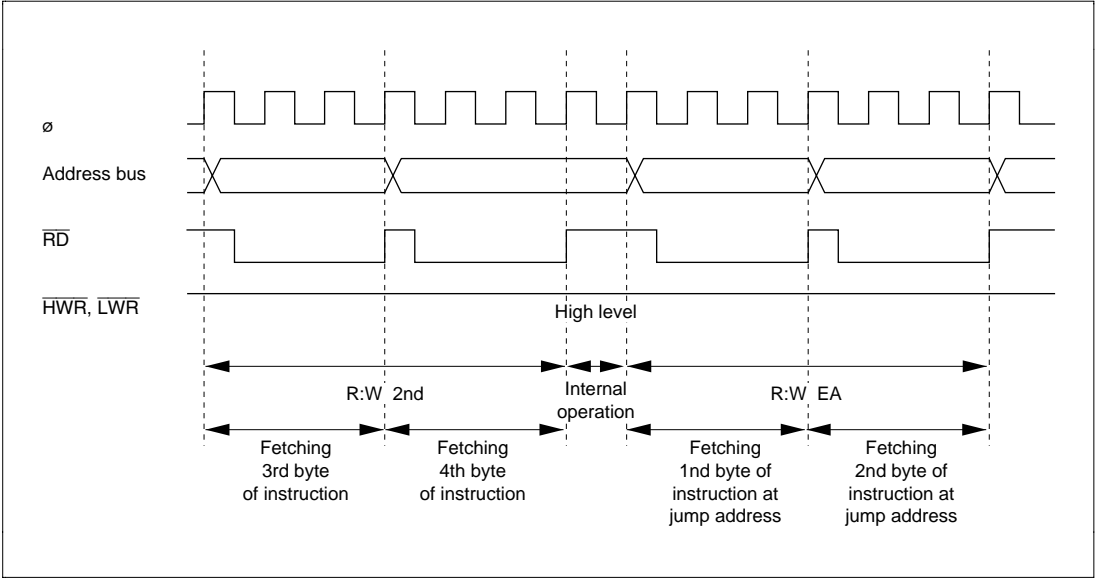 ø
Address bus
RD
HWR, LWR
High level
R:W 2nd
Internal
operation
R:W EA
Fetching
3rd byte
of instruction
Fetching
4th byte
of instruction
Fetching
1nd byte of
instruction at
jump address
Fetching
2nd byte of
instruction at
jump address